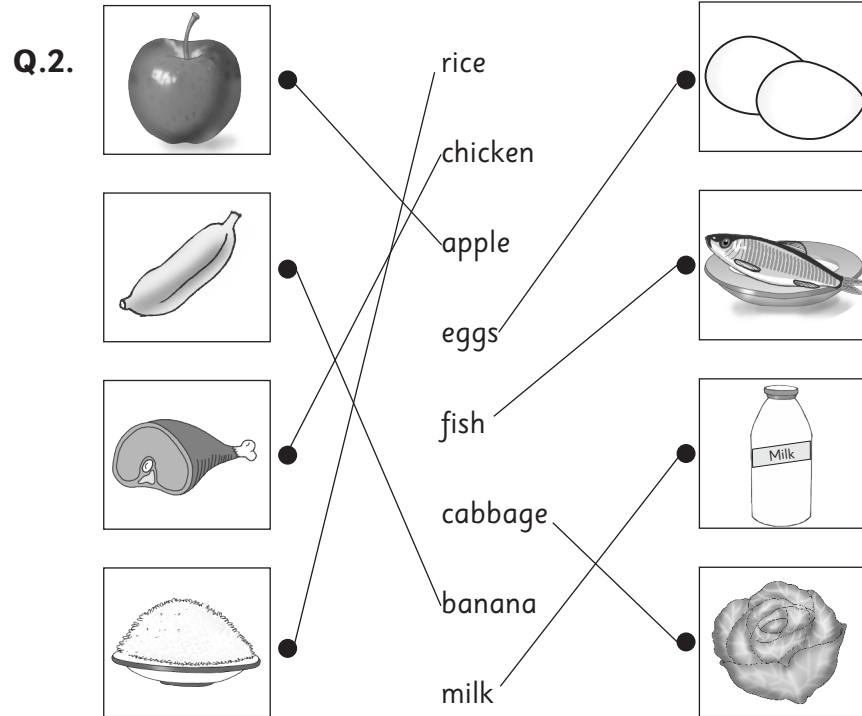 Q.2.
rice
chicken
apple
eggs
fish
Milk
cabbage
banana
milk